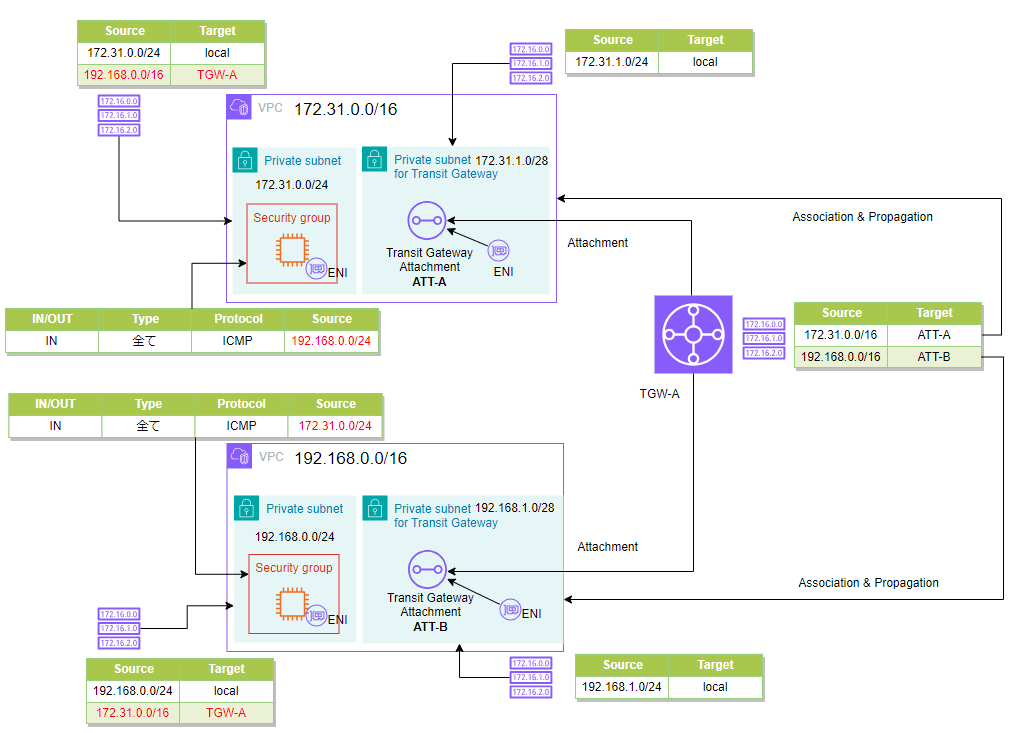 Source Target
172.31.0.0/24 local
192.168.0.0/16 TGW-A
172.16.0.0
172.16.1.0
172.16.2.0
172.16.0.0
172.16.1.0
172.16.2.0
Source Target
172.31.1.0/24 local
VPC 172.31.0.0/16
Private subnet
172.31.0.0/24
Security group
ENI
Private subnet 172.31.1.0/28
for Transit Gateway
Transit Gateway
Attachment
ATT-A
ENI
Attachment
Association & Propagation
IN/OUT Type Protocol Source
IN 全て ICMP 192.168.0.0/24
172.16.0.0
172.16.1.0
172.16.2.0
Source Target
172.31.0.0/16 ATT-A
192.168.0.0/16 ATT-B
TGW-A
IN/OUT Type Protocol Source
IN 全て ICMP 172.31.0.0/24
VPC 192.168.0.0/16
Private subnet
192.168.0.0/24
Security group
ENI
Private subnet 192.168.1.0/28
for Transit Gateway
Transit Gateway
Attachment
ATT-B
ENI
Attachment
Association & Propagation
172.16.0.0
172.16.1.0
172.16.2.0
Source Target
192.168.0.0/24 local
172.31.0.0/16 TGW-A
172.16.0.0
172.16.1.0
172.16.2.0
Source Target
192.168.1.0/24 local